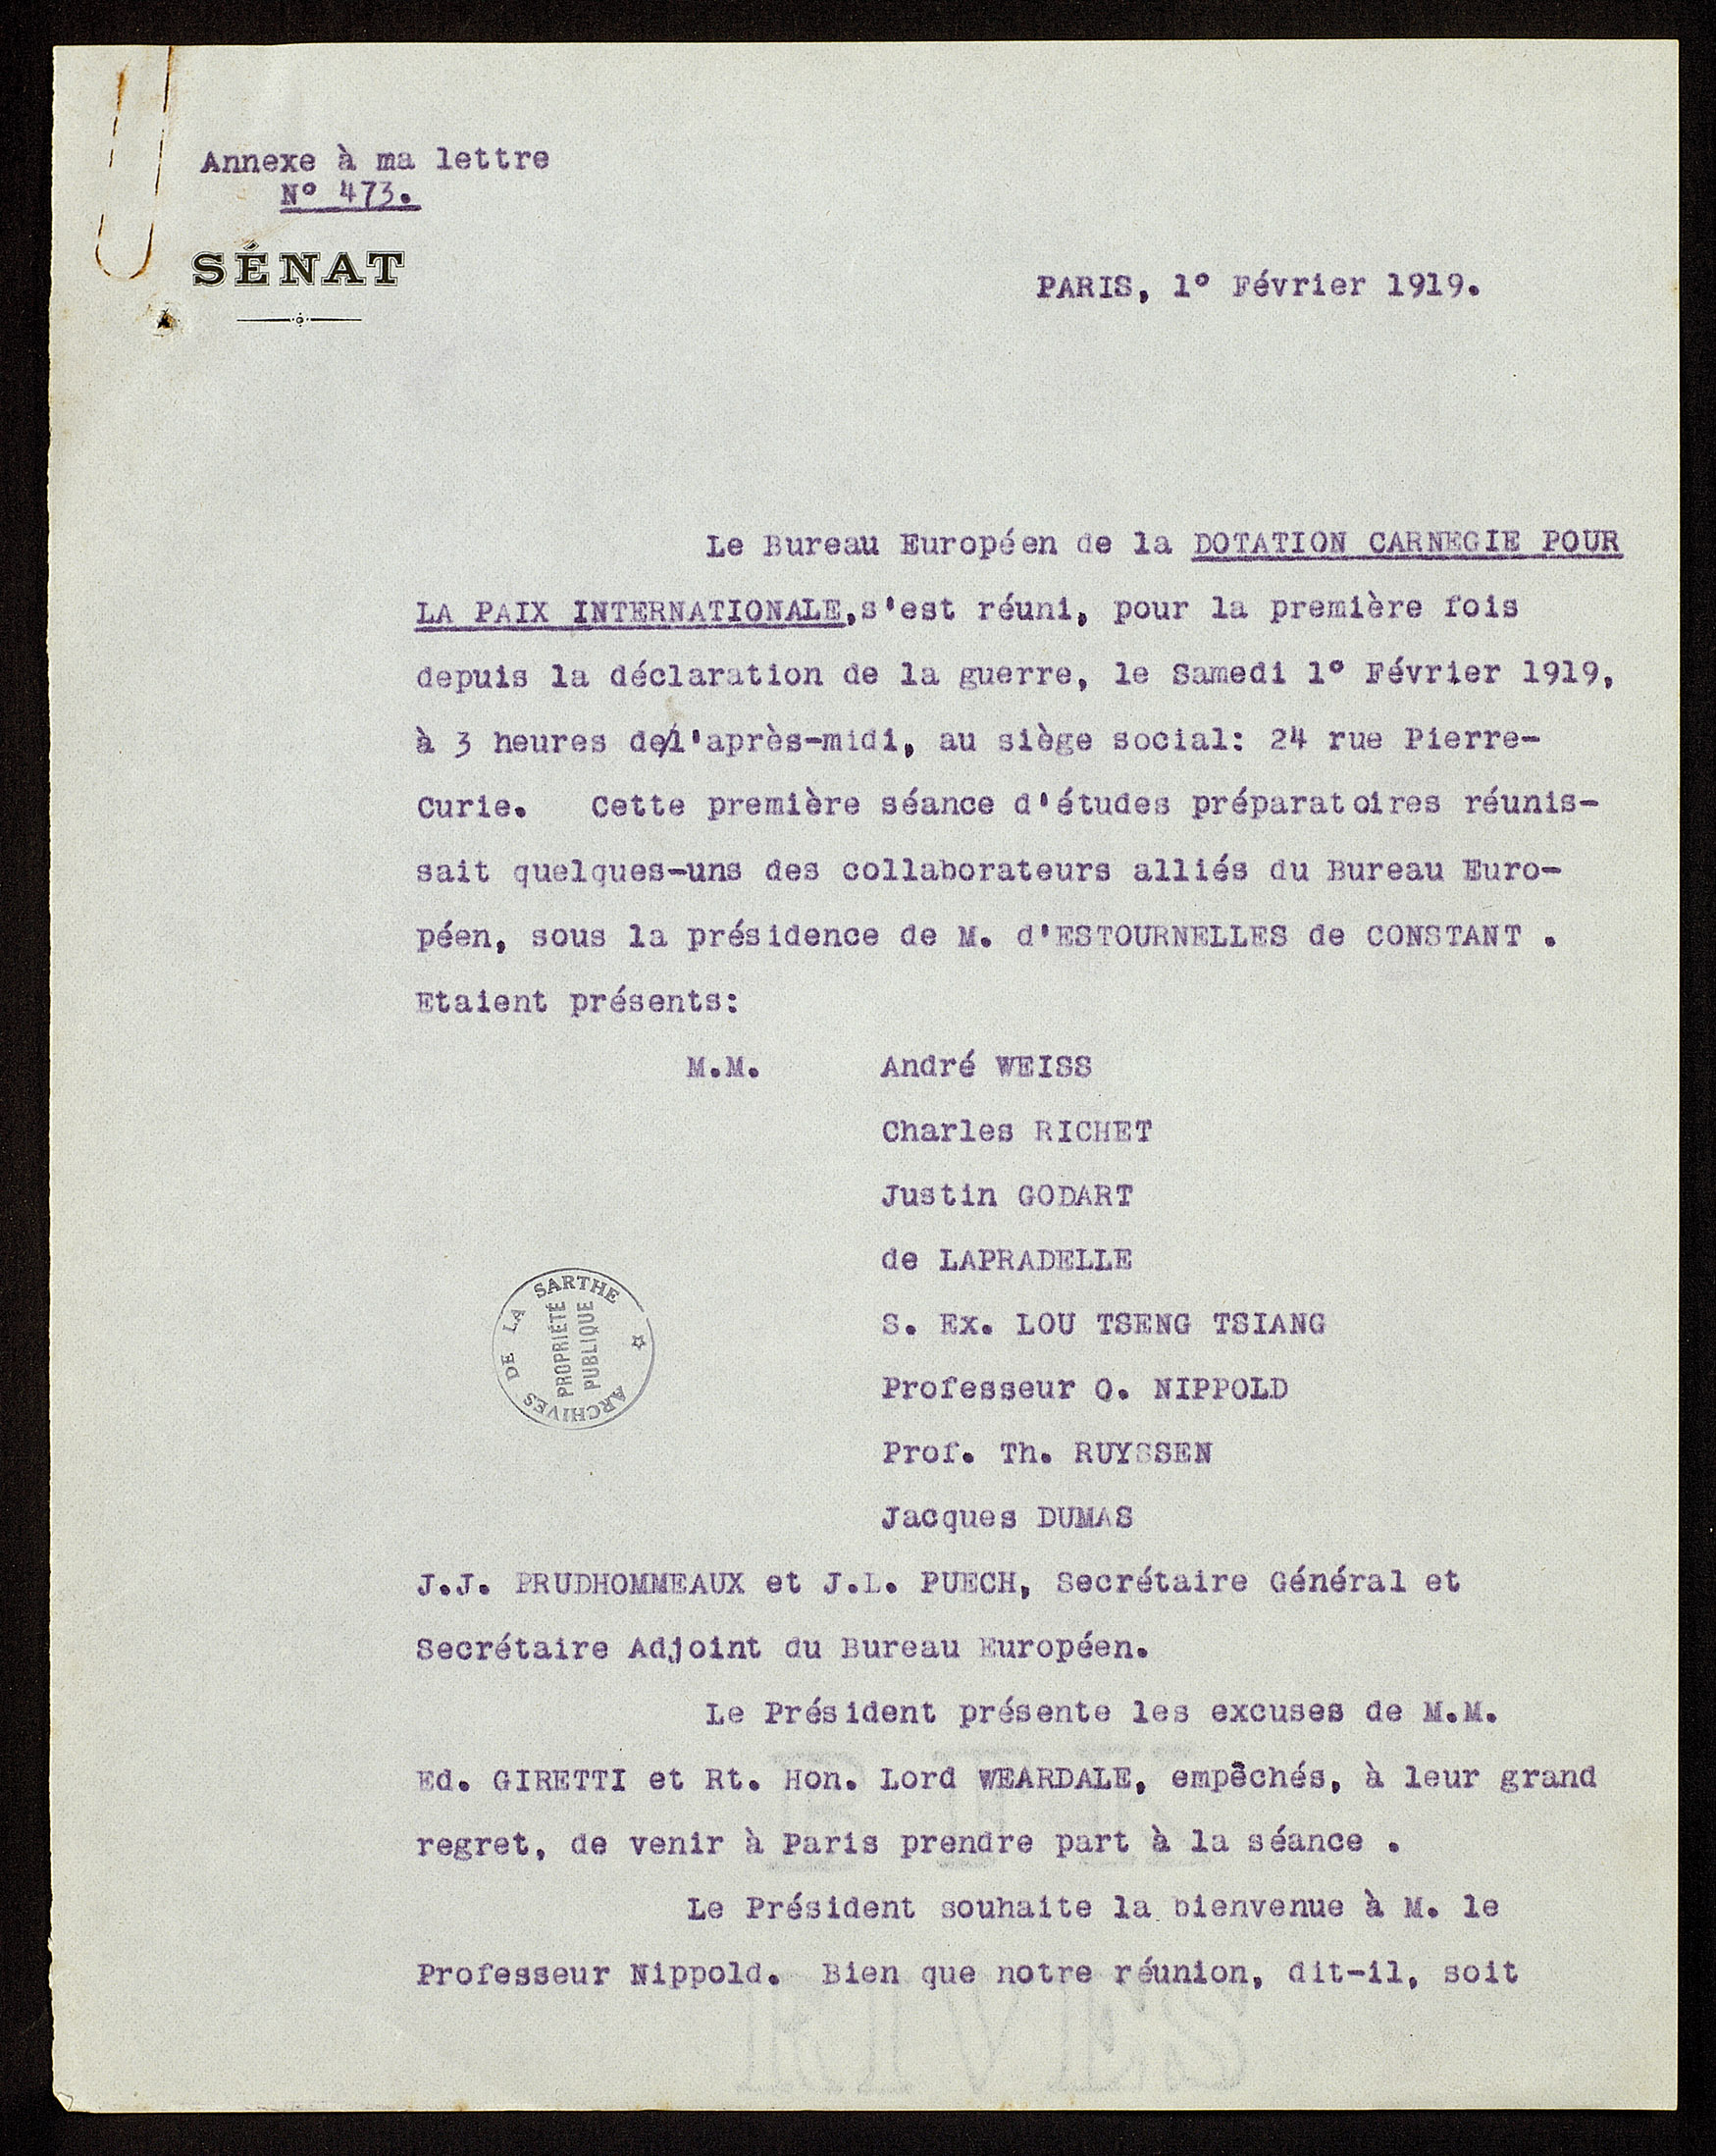 Annexe à ma lettre
N° 473.
SÉNAT
PARIS, 1° Février 1919.
Le Bureau Européen de la DOTATION CARNEGIE POUR
LA PAIX INTERNATIONALE,s'est réuni, pour la première fois
depuis la déclaration de la guerre, le Samedi 1° Février 1919,
à 3 heures de/l'après-midi, au siège social: 24 rue Pierre-
Curie. Cette première séance d'études préparatoires réunis-
sait quelques-uns des collaborateurs alliés du Bureau Euro-
péen, sous la présidence de M. d'ESTOURNELLES de CONSTANT .
Etaient présents:
M.M. André WEISS
Charles RICHET
Justin GODART
de LAPRADELLE
S. Ex. LOU TSENG TSIANG
Professeur O. NIPPOLD
Prof. Th. RUYSSEN
Jacques DUMAS
ARCHIVES DE LA SARTHE
PROPRIÉTÉ
PUBLIQUE
J.J. PRUDHOMMEAUX et J.L. PUECH, Secrétaire Général et
Secrétaire Adjoint du Bureau Européen.
Le Président présente les excuses de M.M.
Ed. GIRETTI et Rt. Hon. Lord WEARDALE, empêchés, à leur grand
regret, de venir à Paris prendre part à la séance .
Le Président souhaite la bienvenue à M. le
Professeur Nippold. Bien que notre réunion, dit-il, soit
RIVES